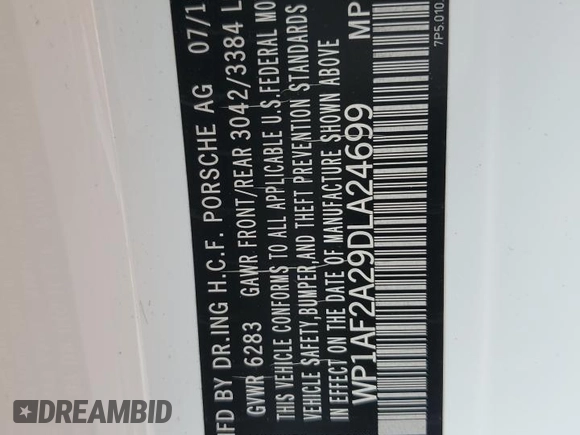 MFD BY DR.ING H.C.F. PORSCHE AG 07/1
GVWR 6283 GAWR FRONT/REAR 3042/3384 L
THIS VEHICLE CONFORMS TO ALL APPLICABLE U.S.FEDERAL MO
VEHICLE SAFETY,BUMPER,AND THEFT PREVENTION STANDARDS
IN EFFECT ON THE DATE OF MANUFACTURE SHOWN ABOVE
WP1AF2A29DLA24699 MP
7P5.010.
DREAMBID